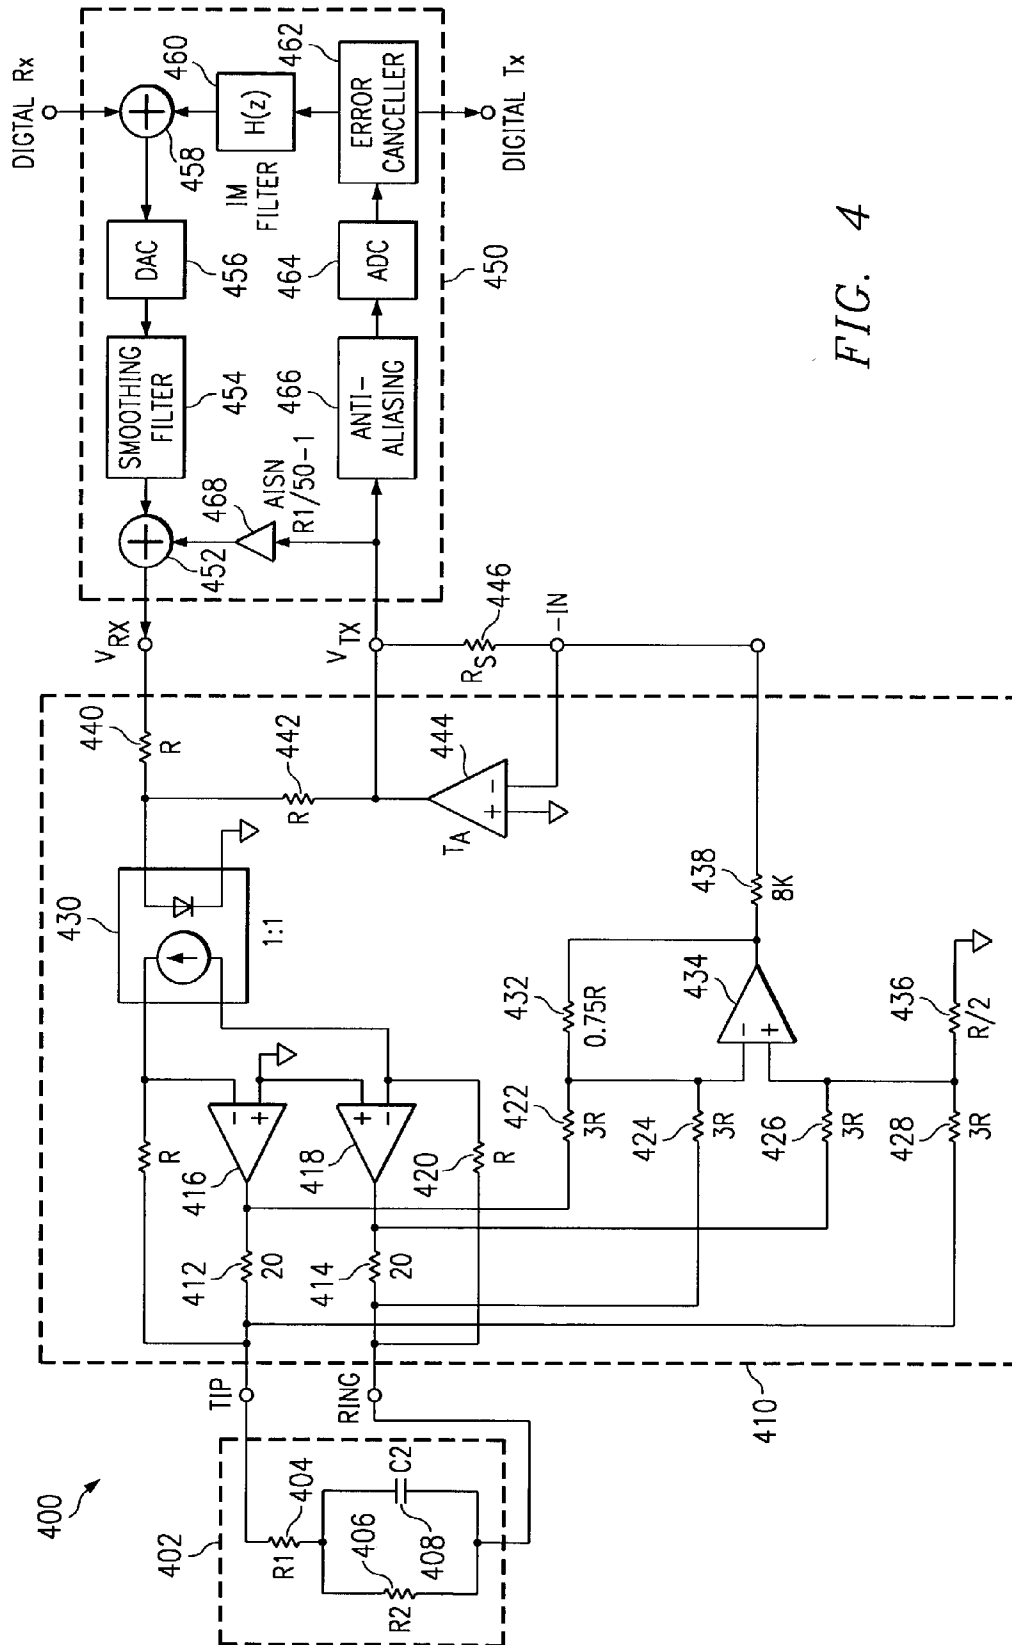 400
402
R1
404
R2
406
408
C2
TIP
RING
410
R
416
412
20
418
414
20
420
R
430
1:1
422
3R
424
3R
426
3R
428
3R
432
0.75R
434
436
R/2
438
8K
440
R
442
R
444
TA
VRX
VTX
RS
446
-IN
452
468
AISN
R1/50-1
SMOOTHING
FILTER
454
DAC
456
458
DIGTAL Rx
460
H(z)
IM
FILTER
462
ERROR
CANCELLER
DIGITAL Tx
464
ADC
466
ANTI-
ALIASING
450
FIG. 4